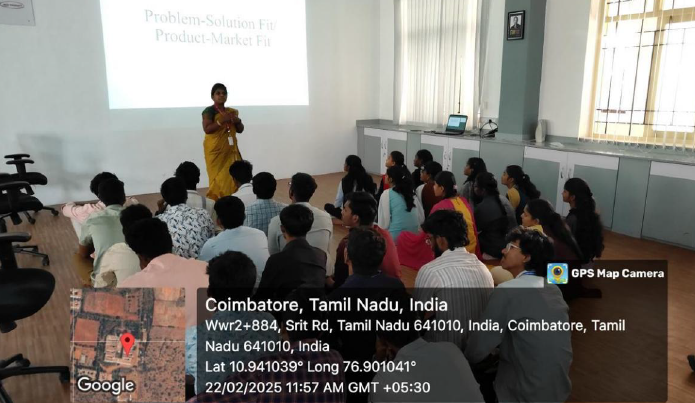 Problem-Solution Fit/
Product-Market Fit
GPS Map Camera
Coimbatore, Tamil Nadu, India
Wwr2+884, Srit Rd, Tamil Nadu 641010, India, Coimbatore, Tamil
Nadu 641010, India
Lat 10.941039° Long 76.901041°
22/02/2025 11:57 AM GMT +05:30
Google